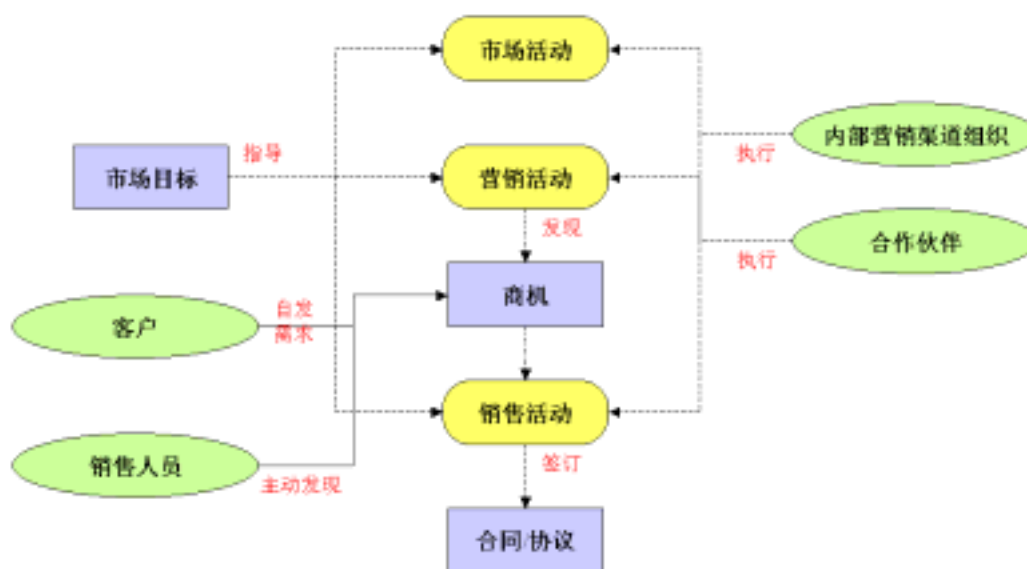 市场活动
内部营销渠道组织
指导
执行
市场目标
营销活动
发现
合作伙伴
执行
商机
自发
需求
客户
销售活动
销售人员
主动发现
签订
合同/协议